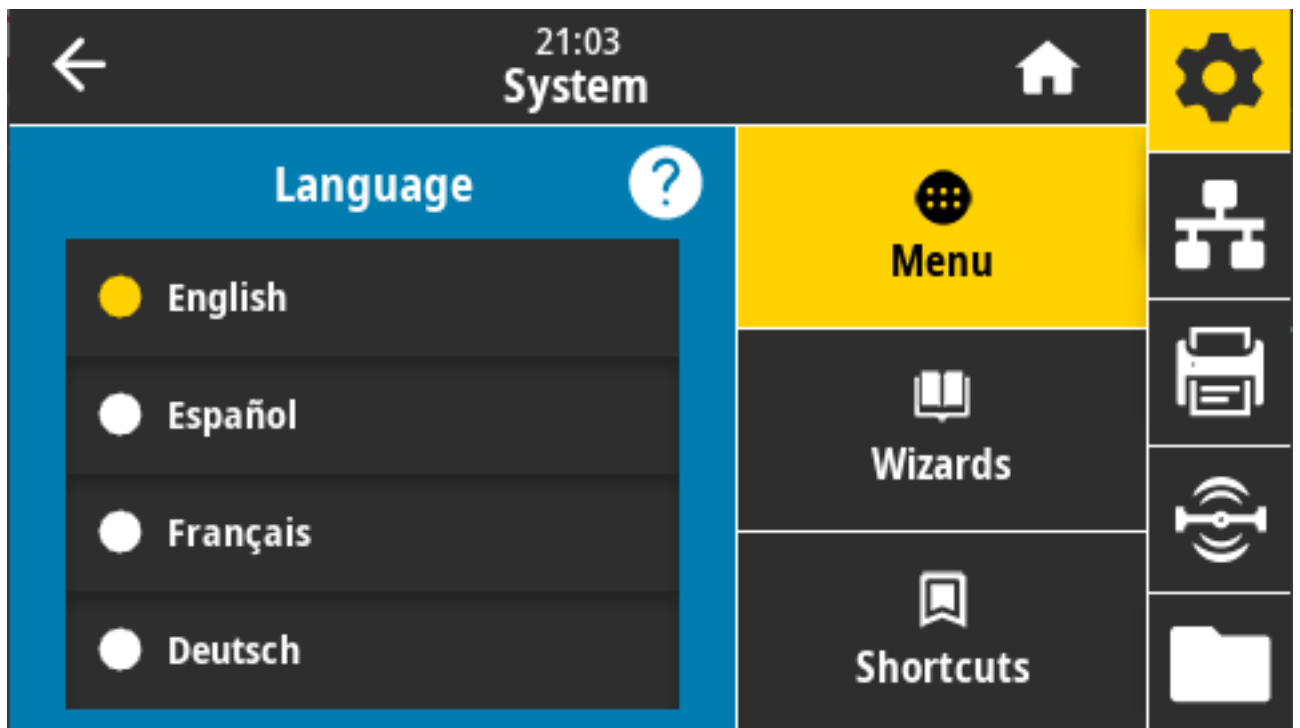 21:03
System
Language
?
English
Español
Français
Deutsch
Menu
Wizards
Shortcuts